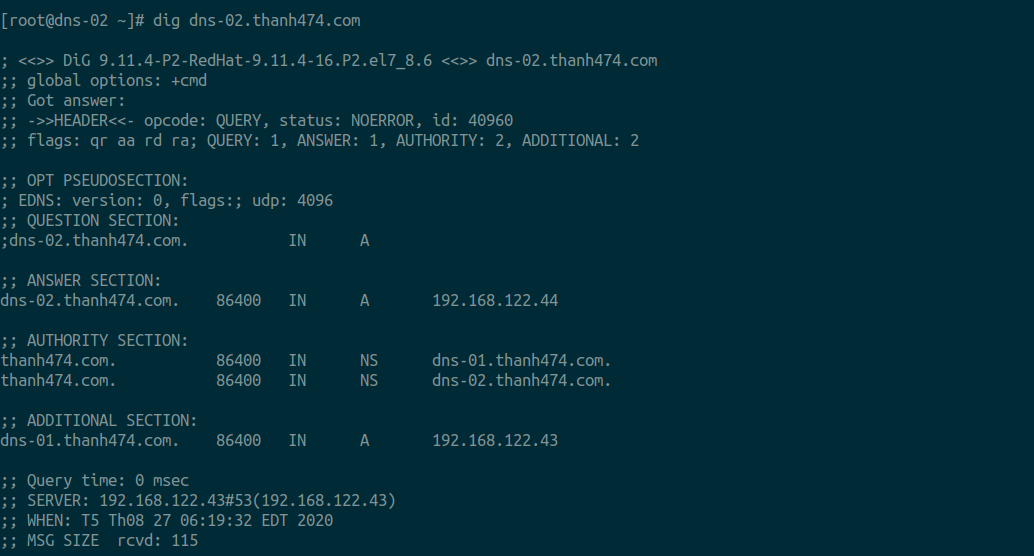 [root@dns-02 ~]# dig dns-02.thanh474.com
; <<>> DiG 9.11.4-P2-RedHat-9.11.4-16.P2.el7_8.6 <<>> dns-02.thanh474.com
;; global options: +cmd
;; Got answer:
;; ->>HEADER<<- opcode: QUERY, status: NOERROR, id: 40960
;; flags: qr aa rd ra; QUERY: 1, ANSWER: 1, AUTHORITY: 2, ADDITIONAL: 2
;; OPT PSEUDOSECTION:
; EDNS: version: 0, flags:; udp: 4096
;; QUESTION SECTION:
;dns-02.thanh474.com. IN A
;; ANSWER SECTION:
dns-02.thanh474.com. 86400 IN A 192.168.122.44
;; AUTHORITY SECTION:
thanh474.com. 86400 IN NS dns-01.thanh474.com.
thanh474.com. 86400 IN NS dns-02.thanh474.com.
;; ADDITIONAL SECTION:
dns-01.thanh474.com. 86400 IN A 192.168.122.43
;; Query time: 0 msec
;; SERVER: 192.168.122.43#53(192.168.122.43)
;; WHEN: T5 Th08 27 06:19:32 EDT 2020
;; MSG SIZE rcvd: 115